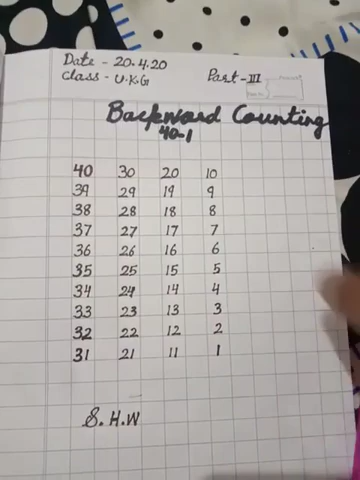 Date - 20.4.20
Class - U.K.G Part - III
Backward Counting
40-1
40 30 20 10
39 29 19 9
38 28 18 8
37 27 17 7
36 26 16 6
35 25 15 5
34 24 14 4
33 23 13 3
32 22 12 2
31 21 11 1
S.H.W